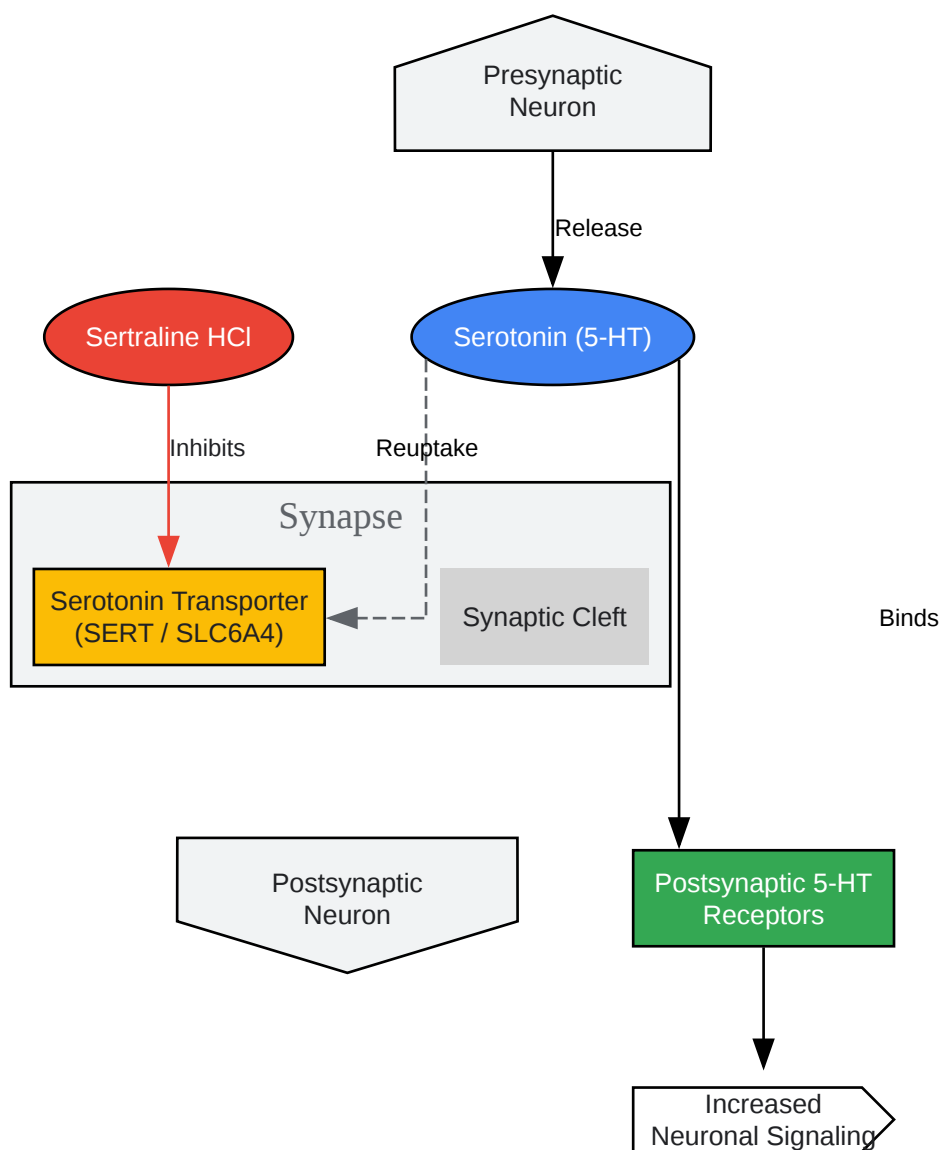 Presynaptic
Neuron
Release
Sertraline HCl
Serotonin (5-HT)
Inhibits
Reuptake
Synapse
Serotonin Transporter
(SERT / SLC6A4)
Synaptic Cleft
Binds
Postsynaptic
Neuron
Postsynaptic 5-HT
Receptors
Increased
Neuronal Signaling